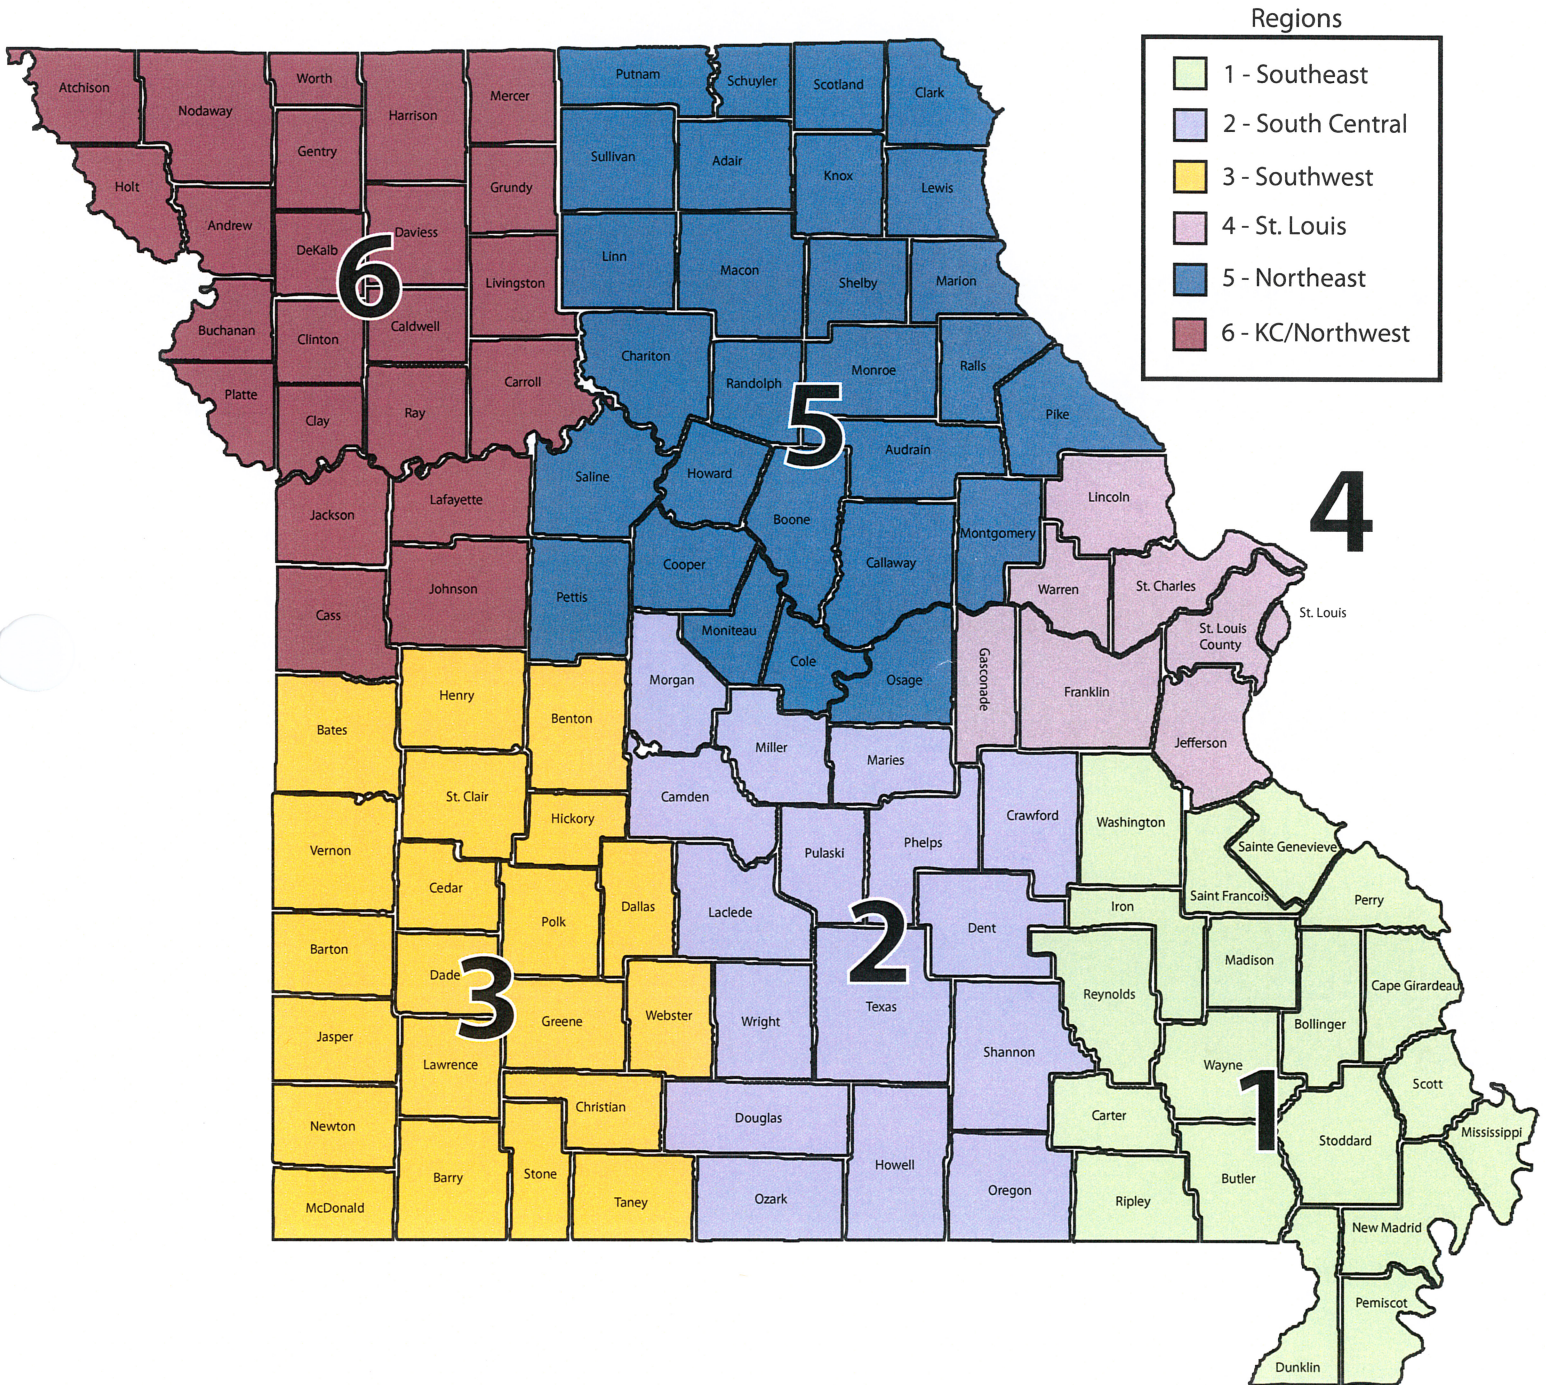 Regions
1 - Southeast
2 - South Central
3 - Southwest
4 - St. Louis
5 - Northeast
6 - KC/Northwest
Atchison
Nodaway
Worth
Harrison
Mercer
Putnam
Schuyler
Scotland
Clark
Gentry
Holt
Andrew
DeKalb
Daviess
Grundy
Sullivan
Adair
Knox
Lewis
6
Livingston
Linn
Macon
Shelby
Marion
Buchanan
Clinton
Caldwell
Platte
Clay
Ray
Carroll
Chariton
Randolph
Monroe
Ralls
Pike
5
Audrain
Saline
Howard
Boone
Jackson
Lafayette
Lincoln
4
Montgomery
Callaway
Cooper
Pettis
Johnson
Cass
Warren
St. Charles
St. Louis
St. Louis
County
Moniteau
Cole
Osage
Gasconade
Franklin
Jefferson
Morgan
Miller
Maries
Henry
Benton
Bates
St. Clair
Hickory
Camden
Pulaski
Phelps
Crawford
Washington
Sainte Genevieve
Saint Francois
Perry
Vernon
Cedar
Polk
Dallas
Laclede
2
Dent
Iron
Madison
Barton
Dade
3
Greene
Webster
Wright
Texas
Reynolds
Bollinger
Cape Girardeau
Jasper
Lawrence
Shannon
Wayne
1
Scott
Mississippi
Newton
Christian
Douglas
Carter
Stoddard
McDonald
Barry
Stone
Taney
Ozark
Howell
Oregon
Ripley
Butler
New Madrid
Pemiscot
Dunklin